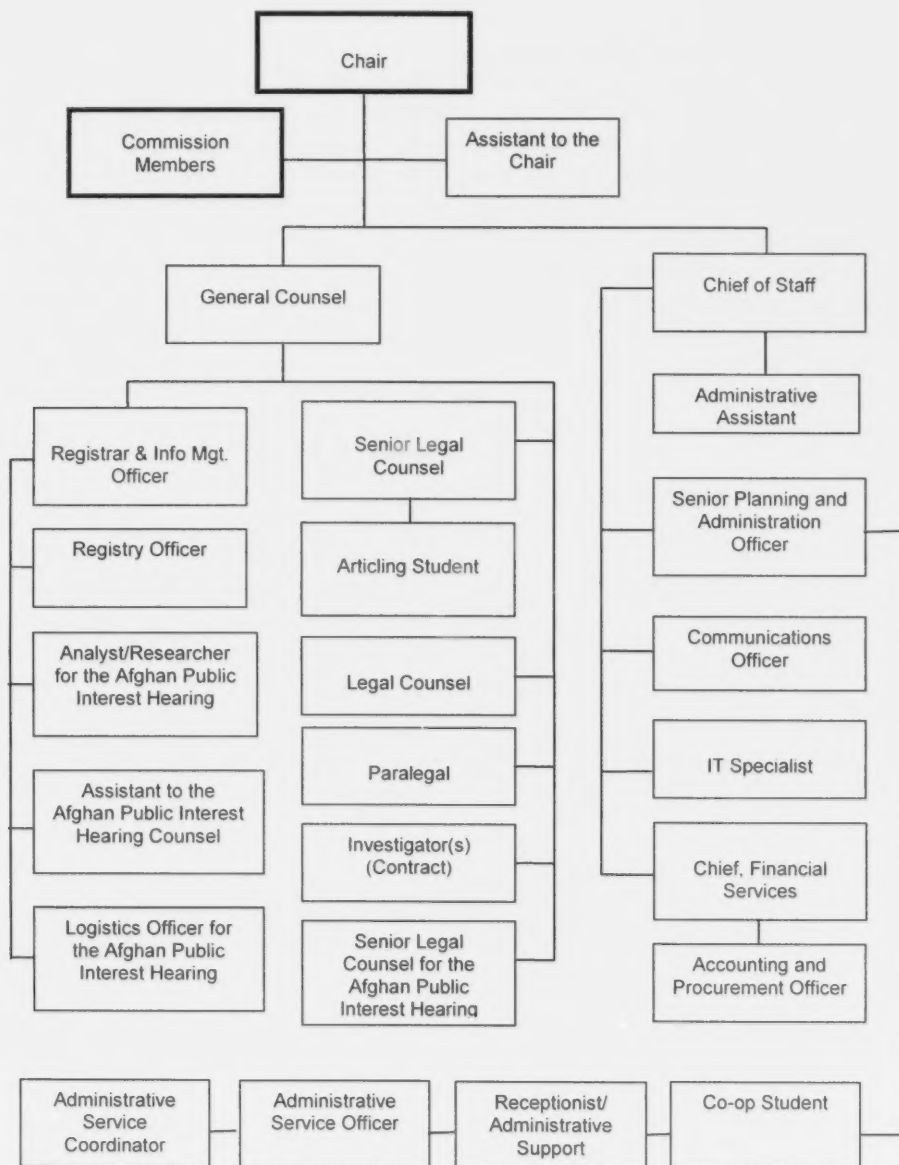 Chair
Commission
Members
Assistant to the
Chair
General Counsel
Chief of Staff
Administrative
Assistant
Registrar & Info Mgt.
Officer
Registry Officer
Analyst/Researcher
for the Afghan Public
Interest Hearing
Assistant to the
Afghan Public Interest
Hearing Counsel
Logistics Officer for
the Afghan Public
Interest Hearing
Senior Legal
Counsel
Articling Student
Legal Counsel
Paralegal
Investigator(s)
(Contract)
Senior Legal
Counsel for the
Afghan Public
Interest Hearing
Senior Planning and
Administration
Officer
Communications
Officer
IT Specialist
Chief, Financial
Services
Accounting and
Procurement Officer
Administrative
Service
Coordinator
Administrative
Service Officer
Receptionist/
Administrative
Support
Co-op Student